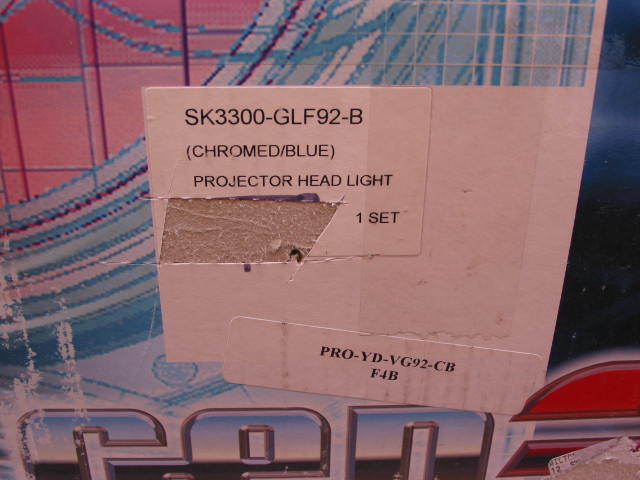 SK3300-GLF92-B
(CHROMED/BLUE)
PROJECTOR HEAD LIGHT
1 SET
PRO-YD-VG92-CB
F4B